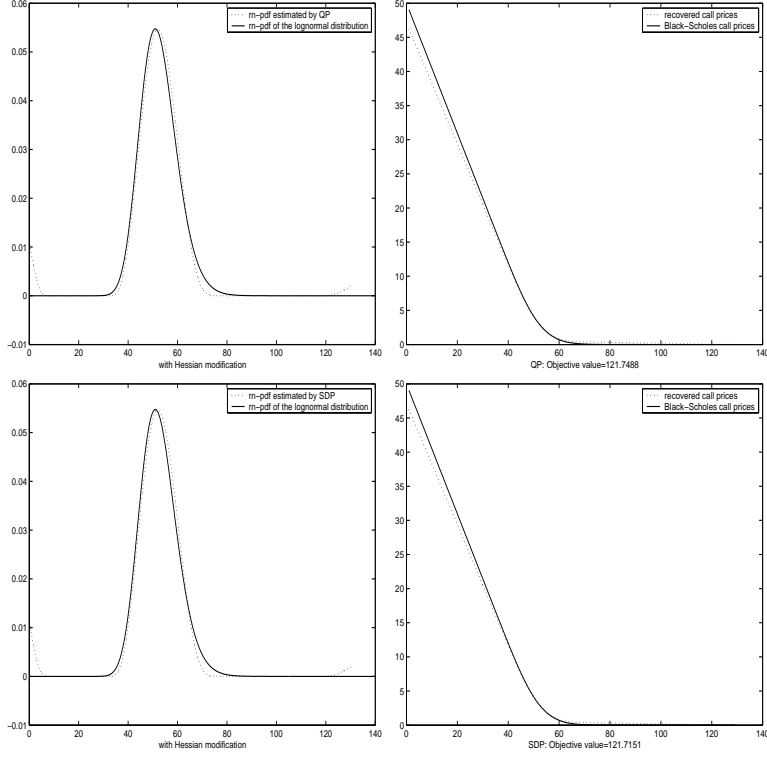 0.06
0.05
0.04
0.03
0.02
0.01
0
−0.01
0 20 40 60 80 100 120 140
with Hessian modification
rn−pdf estimated by QP
rn−pdf of the lognormal distribution
50
45
40
35
30
25
20
15
10
5
0
0 20 40 60 80 100 120 140
QP: Objective value=121.7488
recovered call prices
Black−Scholes call prices
0.06
0.05
0.04
0.03
0.02
0.01
0
−0.01
0 20 40 60 80 100 120 140
with Hessian modification
rn−pdf estimated by SDP
rn−pdf of the lognormal distribution
50
45
40
35
30
25
20
15
10
5
0
0 20 40 60 80 100 120 140
SDP: Objective value=121.7151
recovered call prices
Black−Scholes call prices